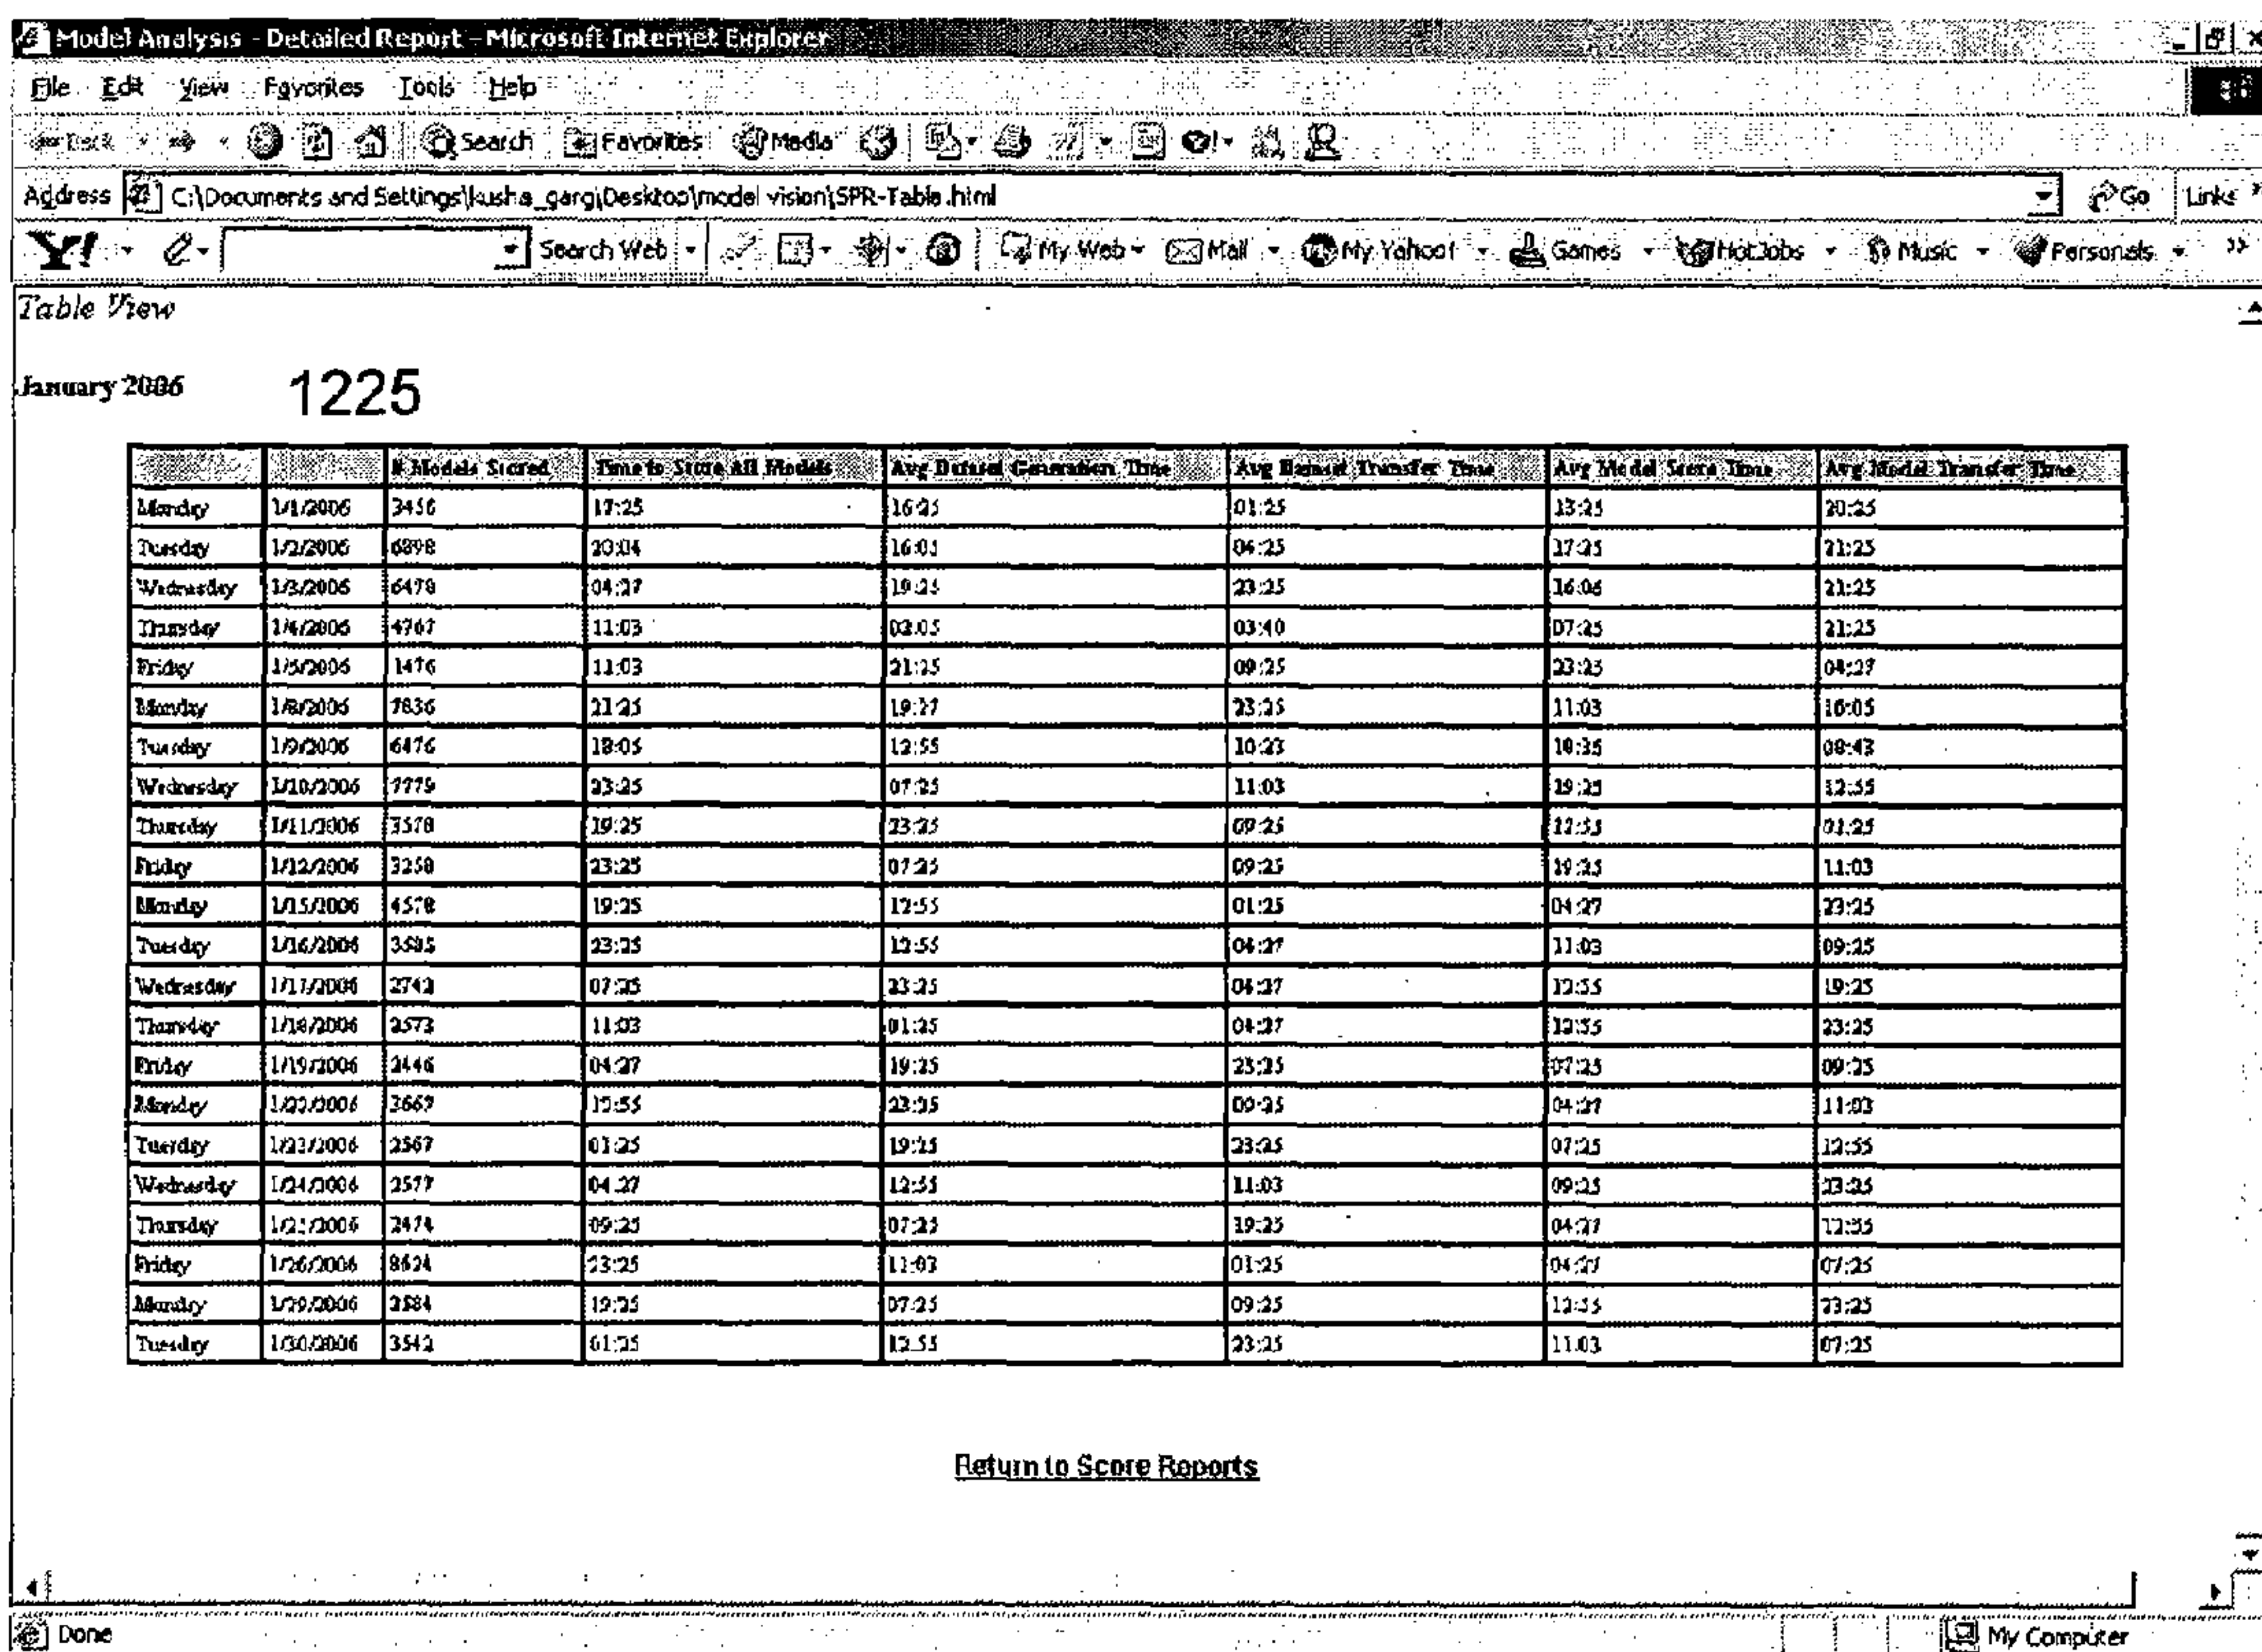 Model Analysis - Detailed Report - Microsoft Internet Explorer
File Edit View Favorites Tools Help
Back Search Favorites Media
Address C:\Documents and Settings\kusha_garg\Desktop\model vision\SPR-Table.html Go Links
Y! Search Web My Web Mail My Yahoo! Games HotJobs Music Personals
Table View
January 2006 1225
# Models Scored Time to Score All Models Avg Dataset Generation Time Avg Dataset Transfer Time Avg Model Score Time Avg Model Transfer Time
Monday 1/1/2006 3456 17:25 16:25 01:25 13:25 20:25
Tuesday 1/2/2006 6898 20:04 16:05 04:25 17:25 21:25
Wednesday 1/3/2006 6478 04:27 19:25 23:25 16:06 21:25
Thursday 1/4/2006 4767 11:03 03:40 07:25 21:25
Friday 1/5/2006 1476 11:03 21:25 09:25 23:25 04:27
Monday 1/8/2006 7836 21:25 19:27 23:25 11:03 16:05
Tuesday 1/9/2006 6476 18:05 12:55 10:23 18:35 08:43
Wednesday 1/10/2006 7779 23:25 07:25 11:03 19:25 12:55
Thursday 1/11/2006 3578 19:25 23:25 09:25 12:55 01:25
Friday 1/12/2006 3258 23:25 07:25 09:25 19:25 11:03
Monday 1/15/2006 4578 19:25 12:55 01:25 04:27 23:25
Tuesday 1/16/2006 23:25 12:55 04:27 11:03 09:25
Wednesday 1/17/2006 2742 07:25 23:25 04:27 12:55 19:25
Thursday 1/18/2006 2573 11:03 01:25 04:27 12:55 23:25
Friday 1/19/2006 2446 04:27 19:25 23:25 07:25 09:25
Monday 1/22/2006 3667 12:55 23:25 09:25 04:27 11:03
Tuesday 1/23/2006 2567 01:25 19:25 23:25 07:25 12:55
Wednesday 1/24/2006 2577 04:27 12:55 11:03 09:25 23:25
Thursday 1/25/2006 2474 09:25 07:25 19:25 04:27 12:55
Friday 1/26/2006 8624 23:25 11:03 01:25 04:27 07:25
Monday 1/29/2006 2584 19:25 07:25 09:25 12:55 23:25
Tuesday 1/30/2006 3542 01:25 12:55 23:25 11:03 07:25
Return to Score Reports
Done My Computer